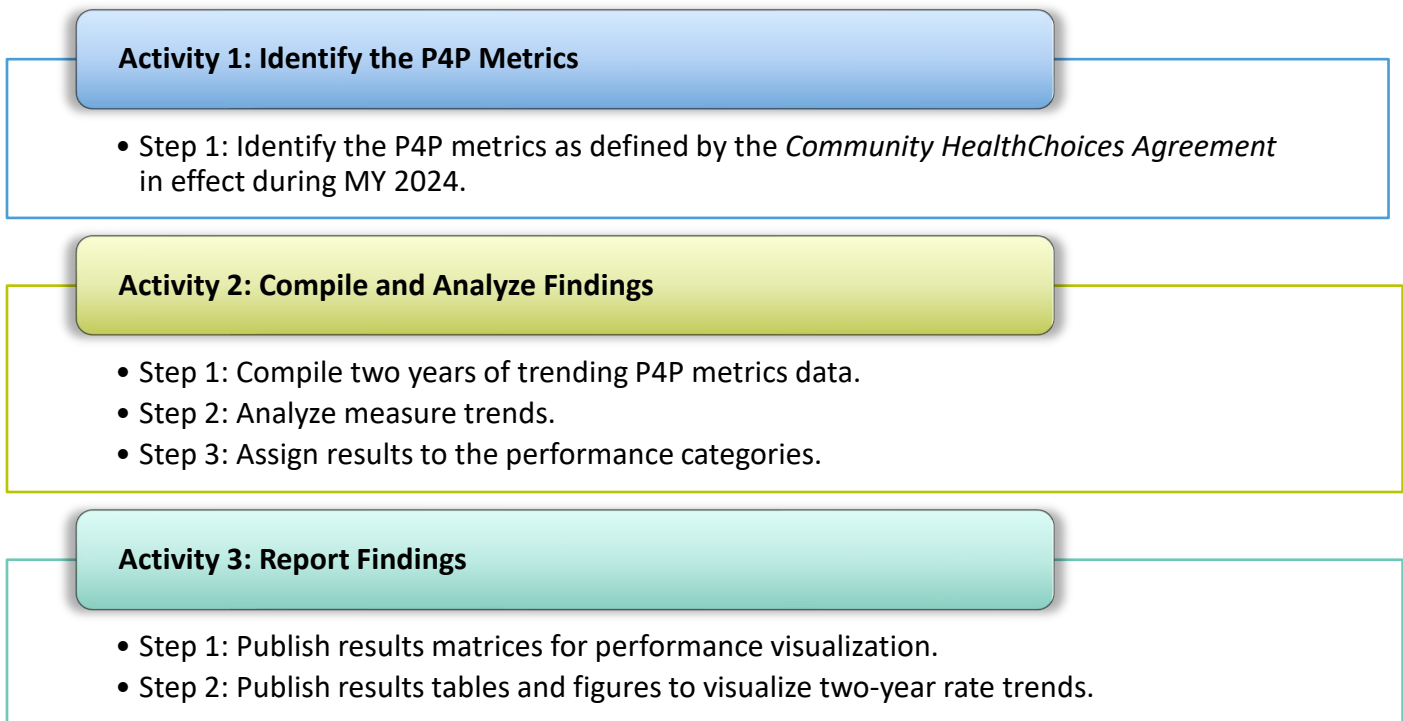 Activity 1: Identify the P4P Metrics
• Step 1: Identify the P4P metrics as defined by the Community HealthChoices Agreement
in effect during MY 2024.
Activity 2: Compile and Analyze Findings
• Step 1: Compile two years of trending P4P metrics data.
• Step 2: Analyze measure trends.
• Step 3: Assign results to the performance categories.
Activity 3: Report Findings
• Step 1: Publish results matrices for performance visualization.
• Step 2: Publish results tables and figures to visualize two-year rate trends.